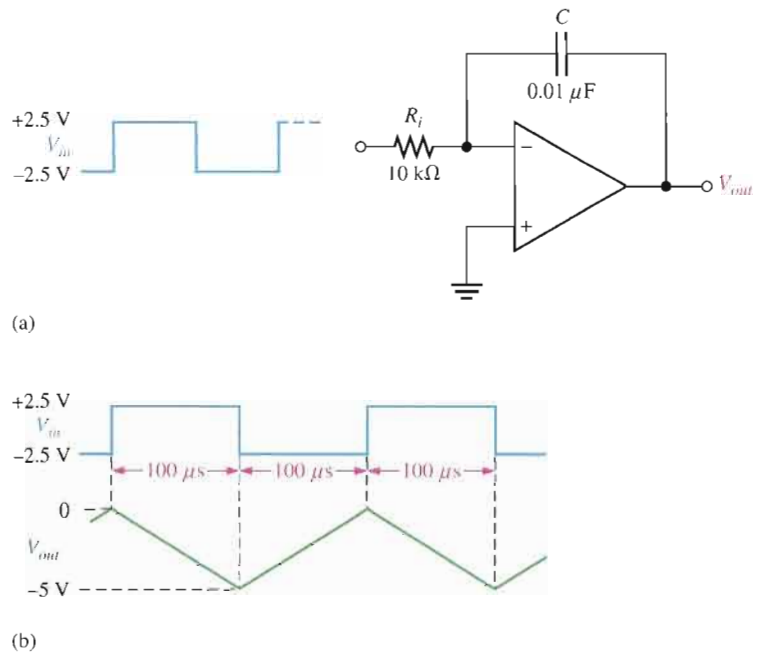 C
0.01 μF
+2.5 V
V_in
−2.5 V
R_i
10 kΩ
−
+
V_out
(a)
+2.5 V
V_in
−2.5 V
100 μs 100 μs 100 μs
0
V_out
−5 V
(b)